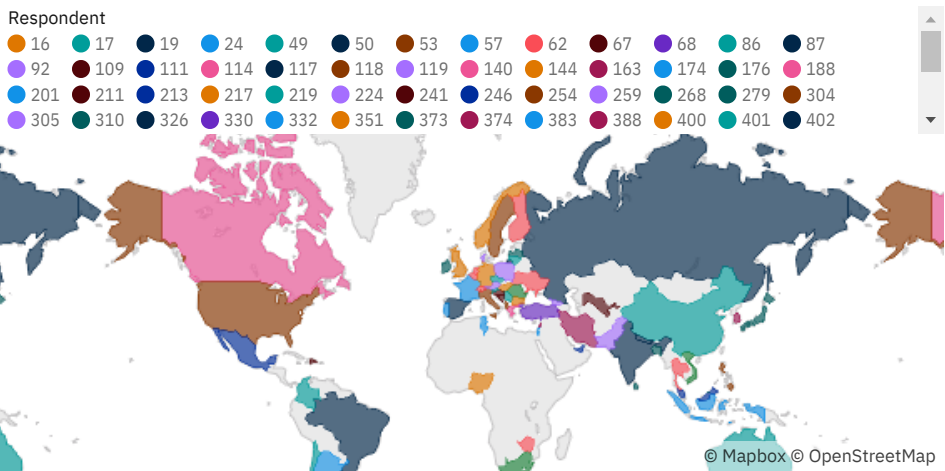 Respondent
16 17 19 24 49 50 53 57 62 67 68 86 87
92 109 111 114 117 118 119 140 144 163 174 176 188
201 211 213 217 219 224 241 246 254 259 268 279 304
305 310 326 330 332 351 373 374 383 388 400 401 402
© Mapbox © OpenStreetMap